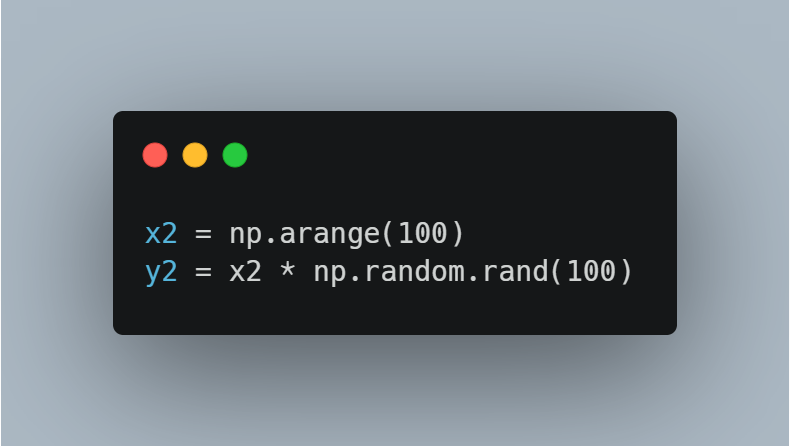 x2 = np.arange(100)
y2 = x2 * np.random.rand(100)